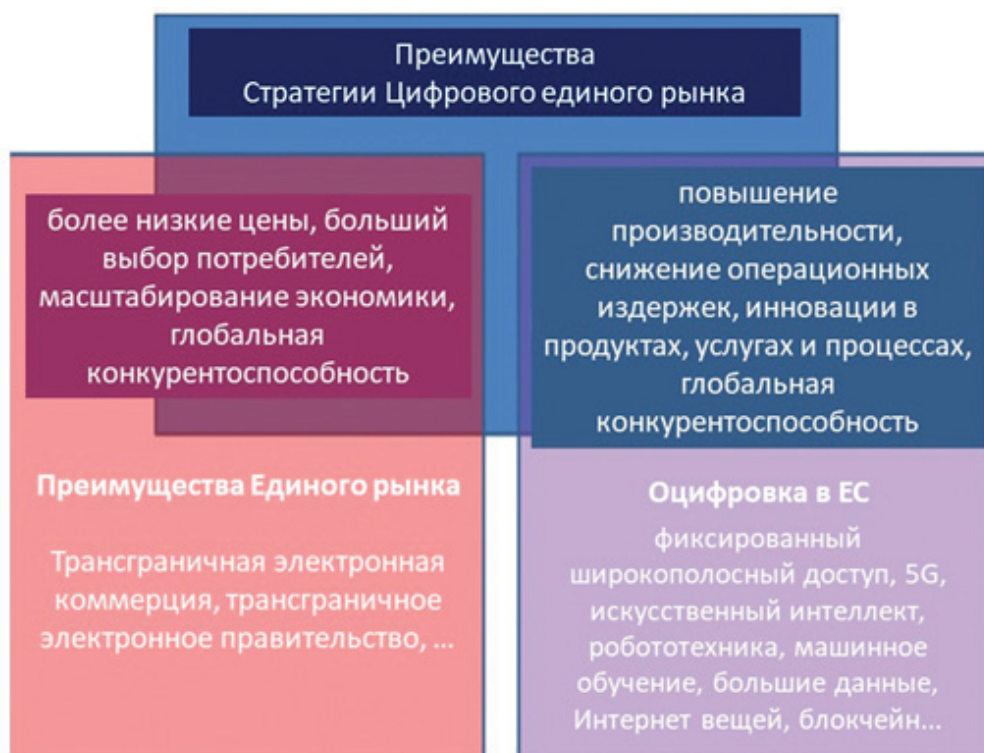 Преимущества
Стратегии Цифрового единого рынка
более низкие цены, больший
выбор потребителей,
масштабирование экономики,
глобальная
конкурентоспособность
Преимущества Единого рынка
Трансграничная электронная
коммерция, трансграничное
электронное правительство, ...
повышение
производительности,
снижение операционных
издержек, инновации в
продуктах, услугах и процессах,
глобальная
конкурентоспособность
Оцифровка в ЕС
фиксированный
широкополосный доступ, 5G,
искусственный интеллект,
робототехника, машинное
обучение, большие данные,
Интернет вещей, блокчейн...